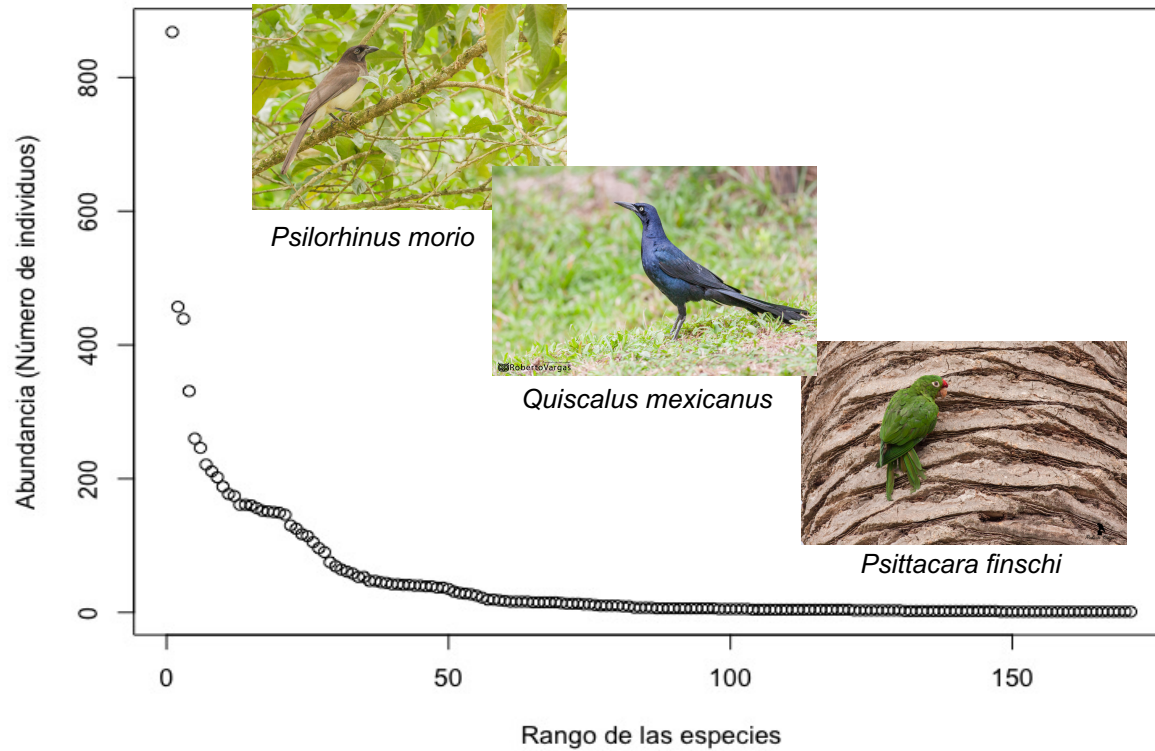 Abundancia (Número de individuos)
800
600
400
200
0
Psilorhinus morio
RobertoVargas
Quiscalus mexicanus
Psittacara finschi
0
50
100
150
Rango de las especies